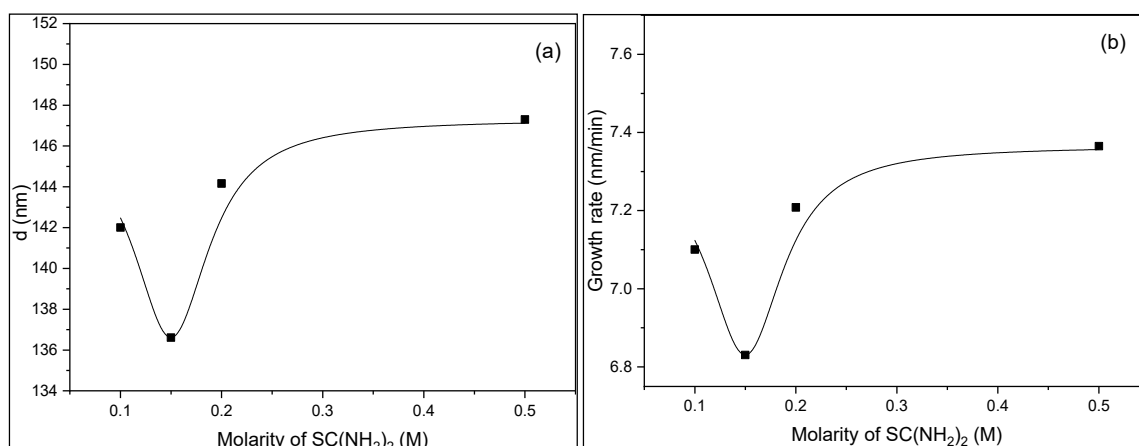 (a)
d (nm)
152
150
148
146
144
142
140
138
136
134
0.1 0.2 0.3 0.4 0.5
Molarity of SC(NH₂)₂ (M)
(b)
Growth rate (nm/min)
7.6
7.4
7.2
7.0
6.8
0.1 0.2 0.3 0.4 0.5
Molarity of SC(NH₂)₂ (M)